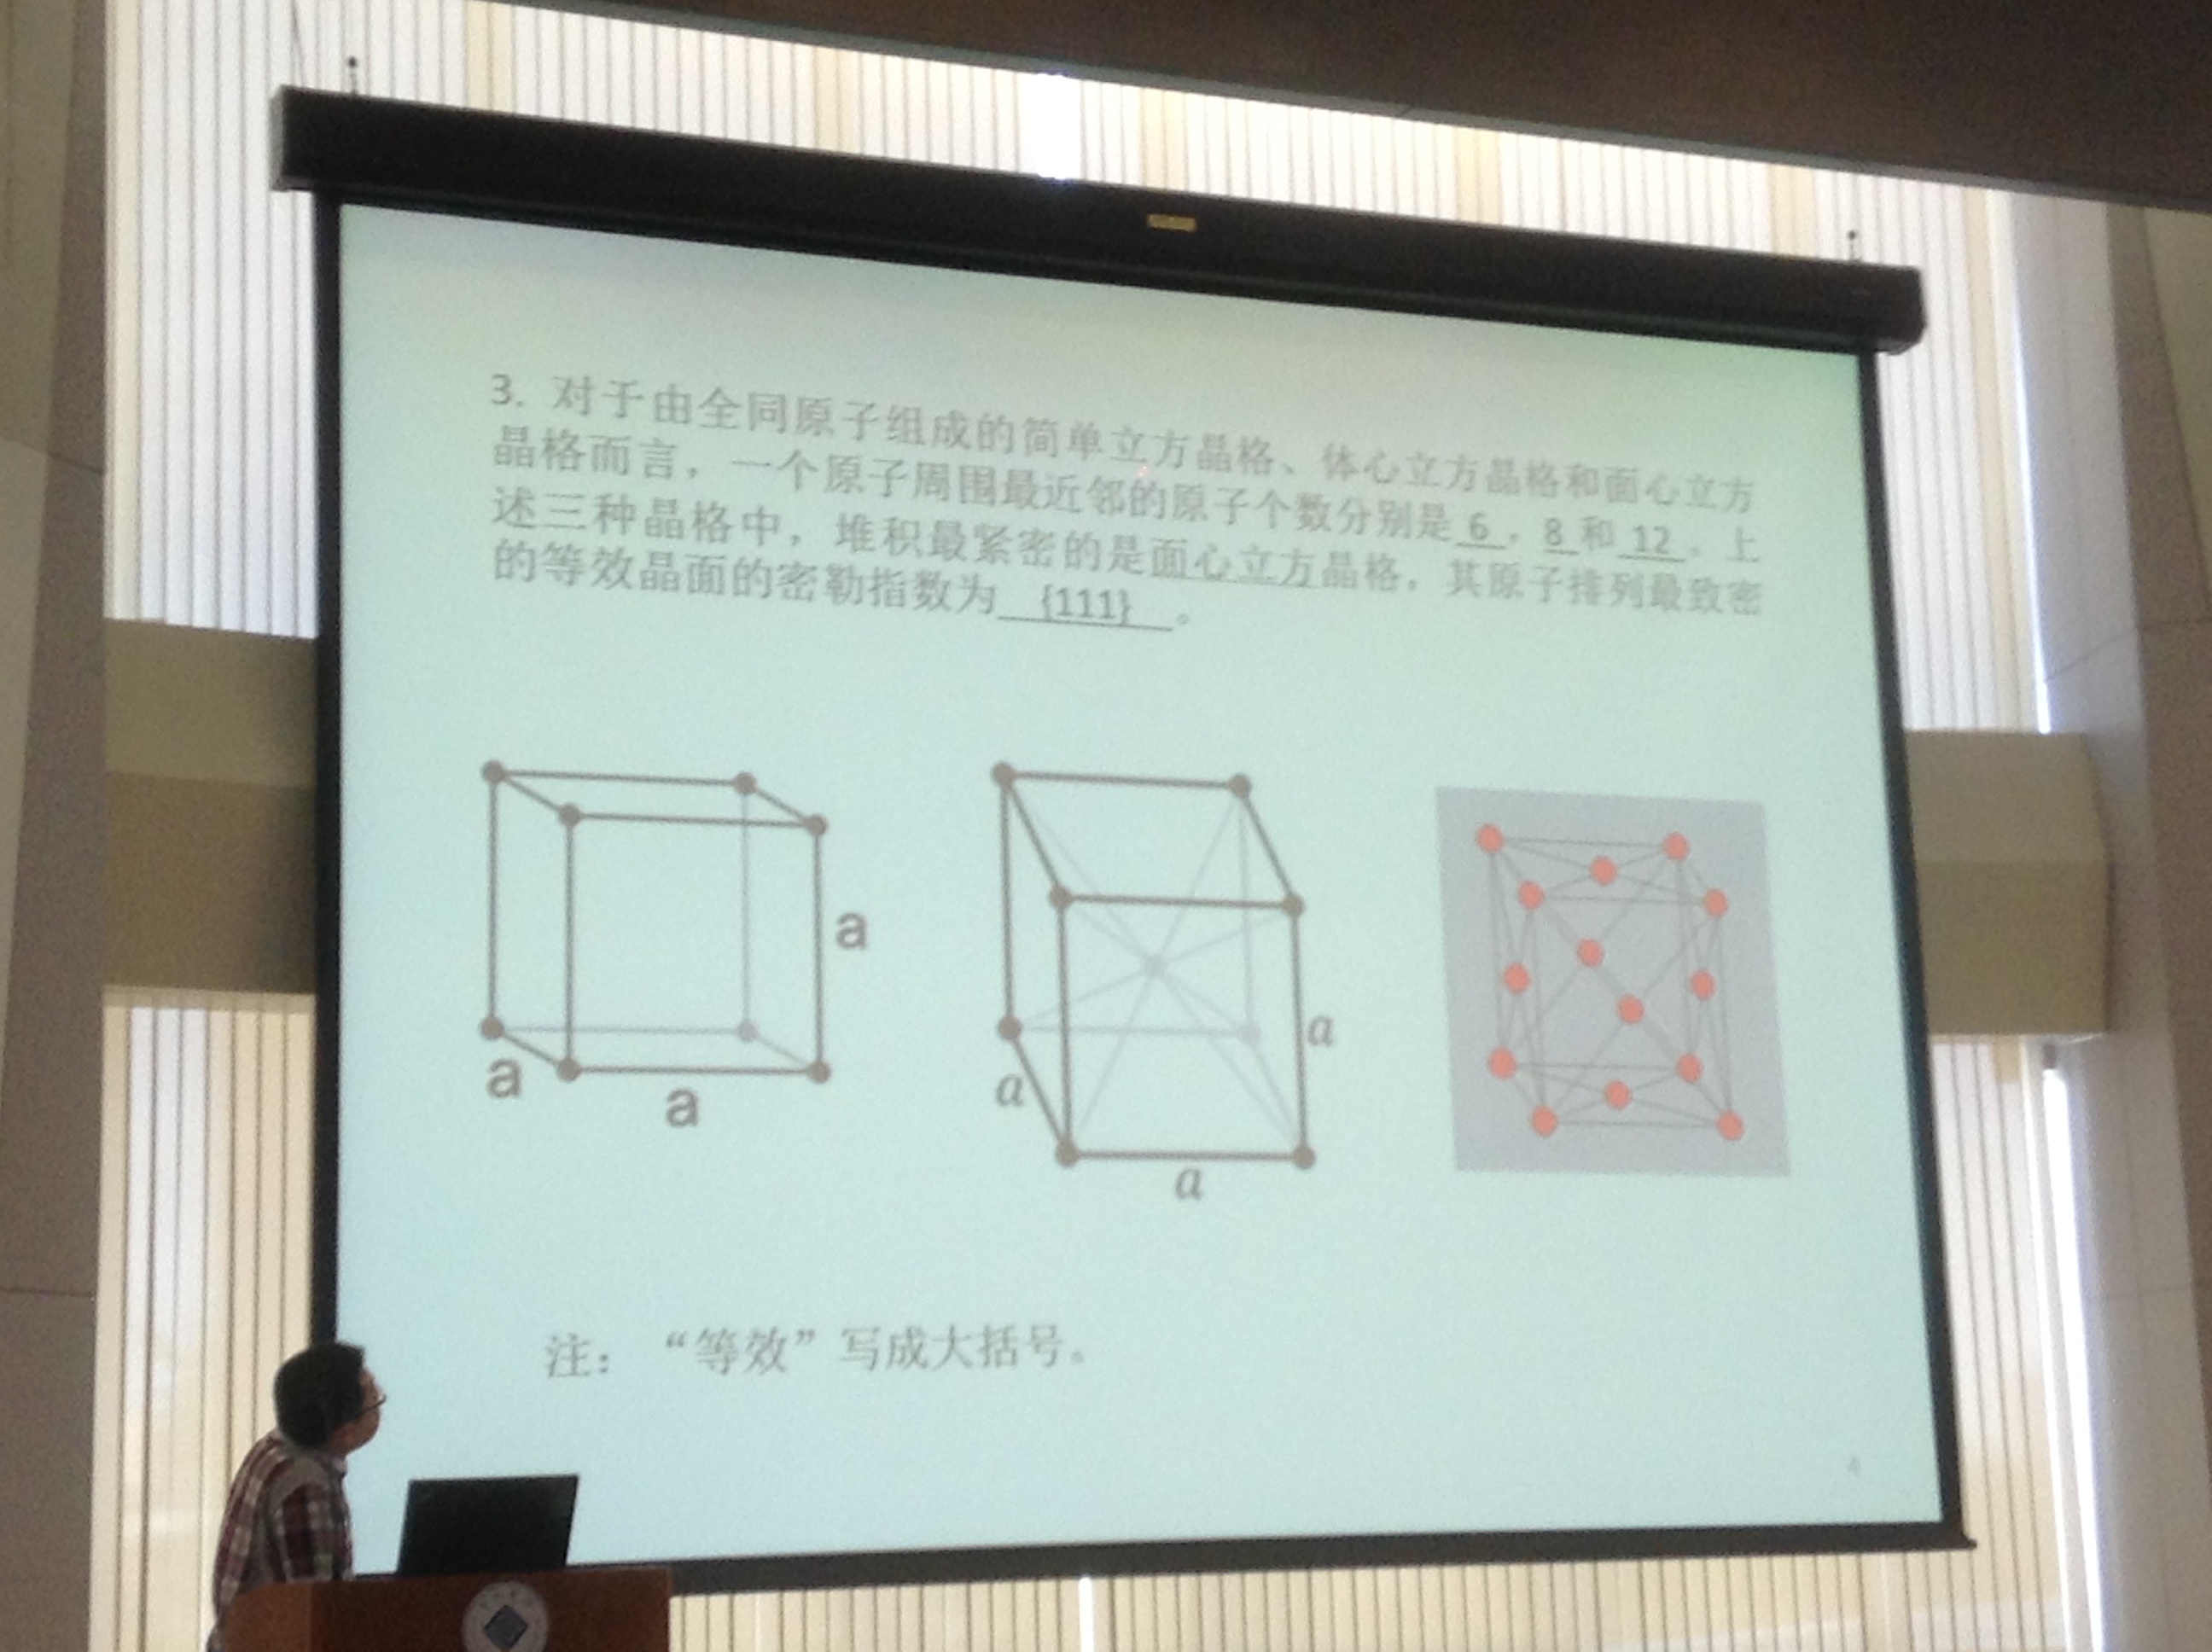 3. 对于由全同原子组成的简单立方晶格、体心立方晶格和面心立方
晶格而言，一个原子周围最近邻的原子个数分别是 6 ，8 和 12 。上
述三种晶格中，堆积最紧密的是面心立方晶格，其原子排列最致密
的等效晶面的密勒指数为 {111} 。
a
a
a
a
a
a
注：“等效”写成大括号。
4